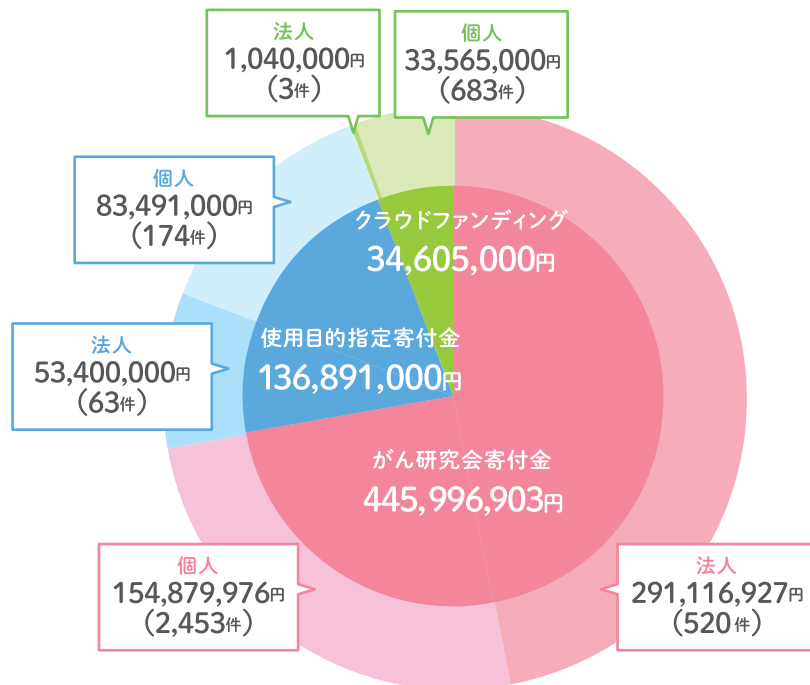 法人
1,040,000円
(3件)
個人
33,565,000円
(683件)
個人
83,491,000円
(174件)
クラウドファンディング
34,605,000円
法人
53,400,000円
(63件)
使用目的指定寄付金
136,891,000円
がん研究会寄付金
445,996,903円
個人
154,879,976円
(2,453件)
法人
291,116,927円
(520件)